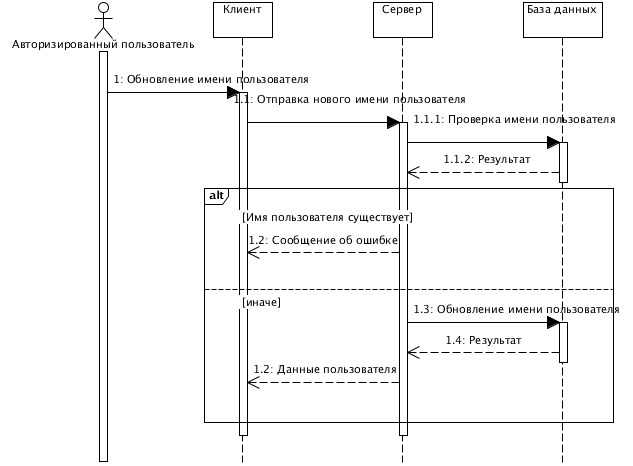 Клиент
Сервер
База данных
Авторизированный пользователь
1: Обновление имени пользователя
1.1: Отправка нового имени пользователя
1.1.1: Проверка имени пользователя
1.1.2: Результат
alt
[Имя пользователя существует]
1.2: Сообщение об ошибке
[иначе]
1.3: Обновление имени пользователя
1.4: Результат
1.2: Данные пользователя